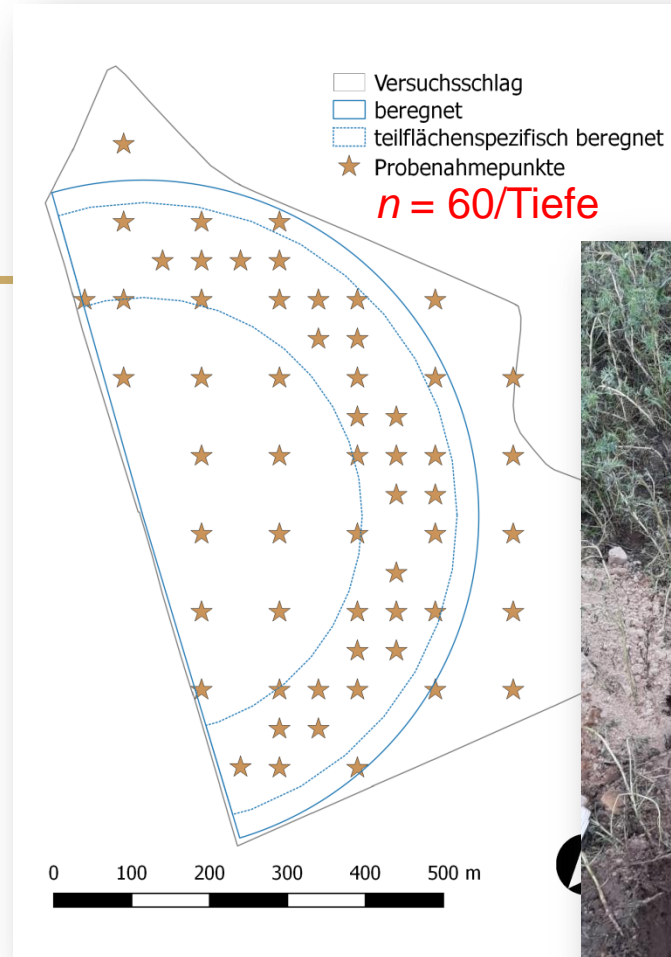 Versuchsschlag
beregnet
teilflächenspezifisch beregnet
Probenahmepunkte
n = 60/Tiefe
0 100 200 300 400 500 m